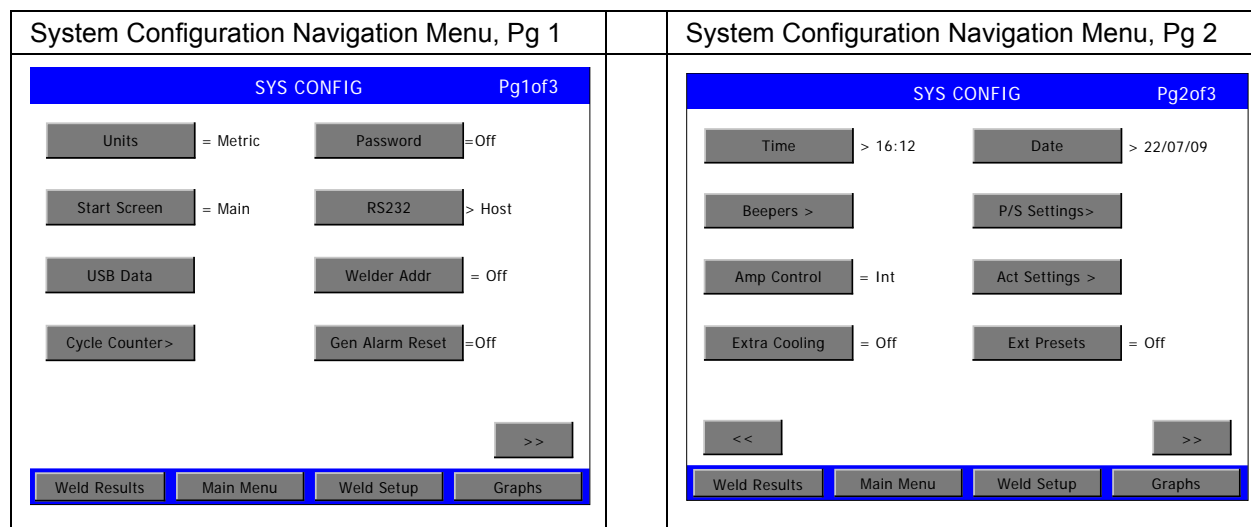 System Configuration Navigation Menu, Pg 1
SYS CONFIG Pg1of3
Units = Metric Password =Off
Start Screen = Main RS232 > Host
USB Data Welder Addr = Off
Cycle Counter> Gen Alarm Reset =Off
>>
Weld Results Main Menu Weld Setup Graphs
System Configuration Navigation Menu, Pg 2
SYS CONFIG Pg2of3
Time > 16:12 Date > 22/07/09
Beepers > P/S Settings>
Amp Control = Int Act Settings >
Extra Cooling = Off Ext Presets = Off
<< >>
Weld Results Main Menu Weld Setup Graphs